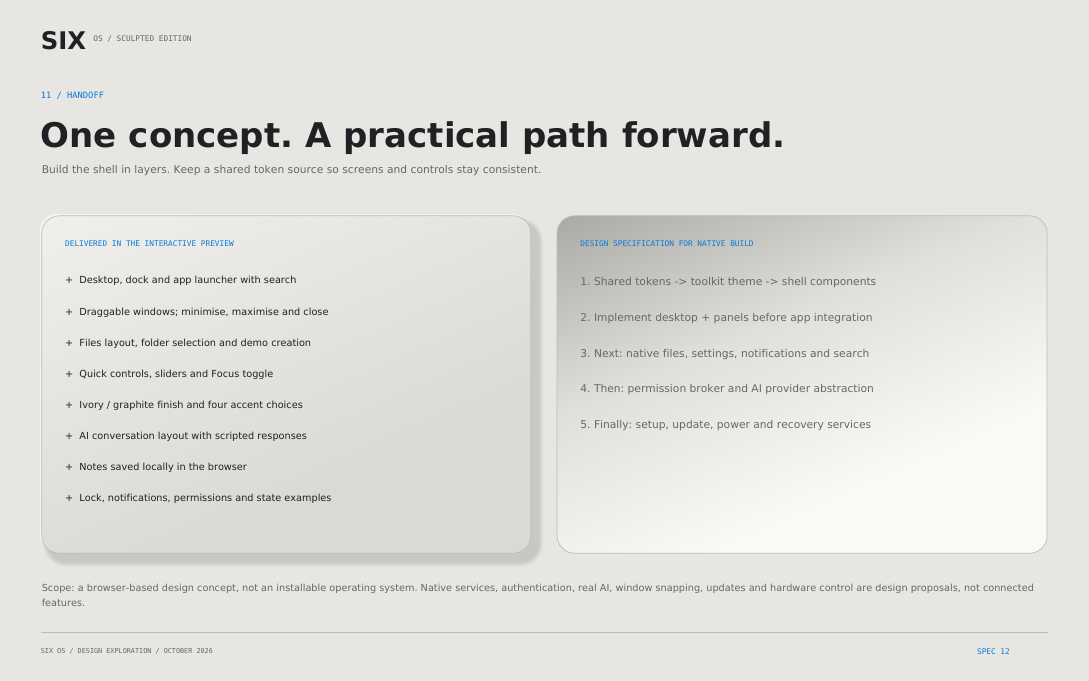 SIX OS / SCULPTED EDITION
11 / HANDOFF
One concept. A practical path forward.
Build the shell in layers. Keep a shared token source so screens and controls stay consistent.
DELIVERED IN THE INTERACTIVE PREVIEW
+ Desktop, dock and app launcher with search
+ Draggable windows; minimise, maximise and close
+ Files layout, folder selection and demo creation
+ Quick controls, sliders and Focus toggle
+ Ivory / graphite finish and four accent choices
+ AI conversation layout with scripted responses
+ Notes saved locally in the browser
+ Lock, notifications, permissions and state examples
DESIGN SPECIFICATION FOR NATIVE BUILD
1. Shared tokens -> toolkit theme -> shell components
2. Implement desktop + panels before app integration
3. Next: native files, settings, notifications and search
4. Then: permission broker and AI provider abstraction
5. Finally: setup, update, power and recovery services
Scope: a browser-based design concept, not an installable operating system. Native services, authentication, real AI, window snapping, updates and hardware control are design proposals, not connected
features.
SIX OS / DESIGN EXPLORATION / OCTOBER 2026
SPEC 12